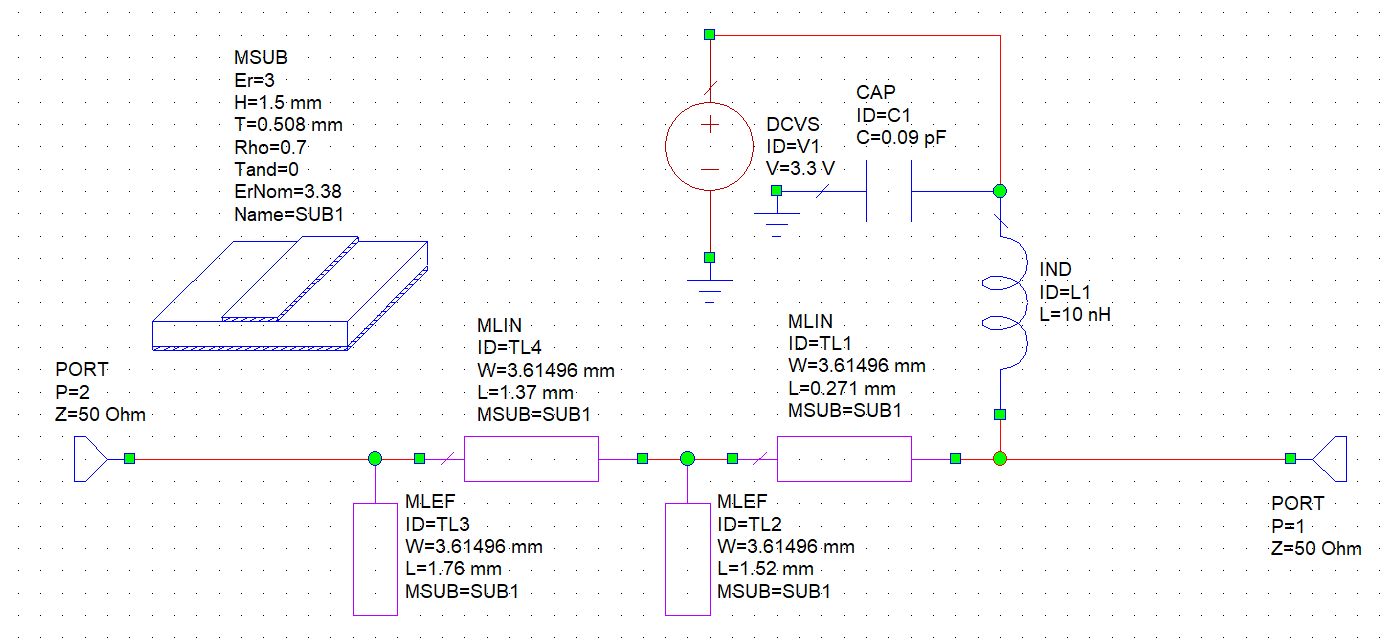 MSUB
Er=3
H=1.5 mm
T=0.508 mm
Rho=0.7
Tand=0
ErNom=3.38
Name=SUB1
DCVS
ID=V1
V=3.3 V
CAP
ID=C1
C=0.09 pF
IND
ID=L1
L=10 nH
PORT
P=2
Z=50 Ohm
MLIN
ID=TL4
W=3.61496 mm
L=1.37 mm
MSUB=SUB1
MLIN
ID=TL1
W=3.61496 mm
L=0.271 mm
MSUB=SUB1
MLEF
ID=TL3
W=3.61496 mm
L=1.76 mm
MSUB=SUB1
MLEF
ID=TL2
W=3.61496 mm
L=1.52 mm
MSUB=SUB1
PORT
P=1
Z=50 Ohm